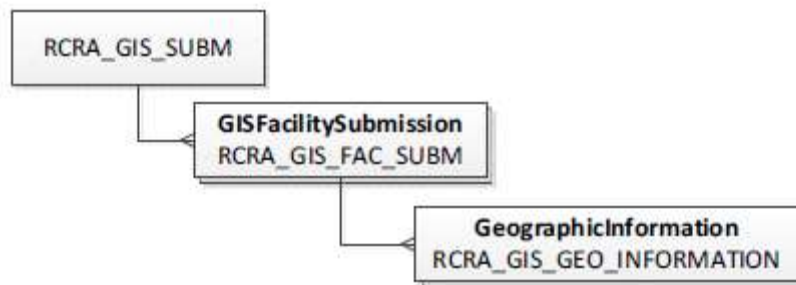 RCRA_GIS_SUBM
GISFacilitySubmission
RCRA_GIS_FAC_SUBM
GeographicInformation
RCRA_GIS_GEO_INFORMATION